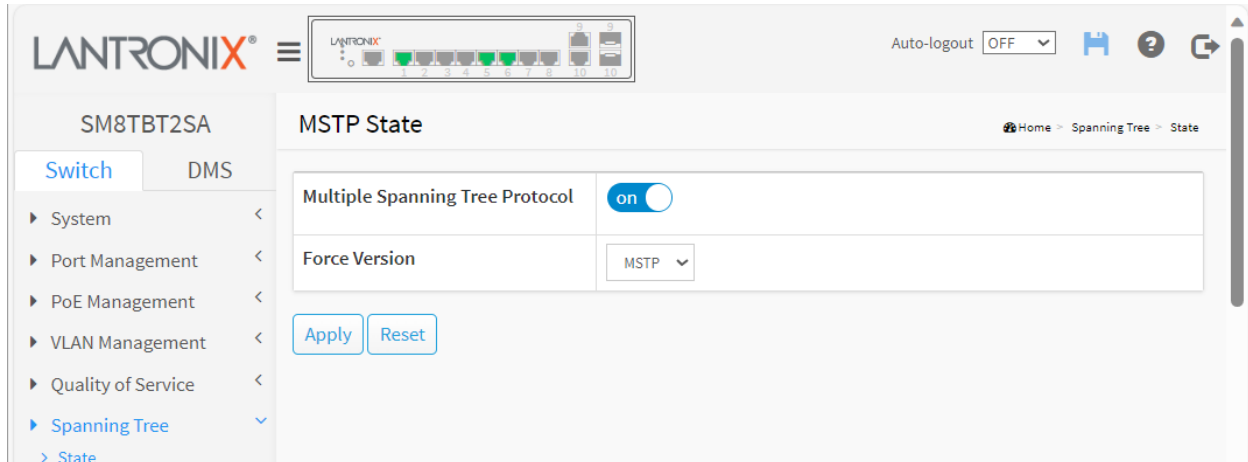 LANTRONIX®
LANTRONIX
9 9
1 2 3 4 5 6 7 8 10 10
Auto-logout OFF
SM8TBT2SA
Switch DMS
System
Port Management
PoE Management
VLAN Management
Quality of Service
Spanning Tree
State
MSTP State
Home > Spanning Tree > State
Multiple Spanning Tree Protocol on
Force Version MSTP
Apply Reset